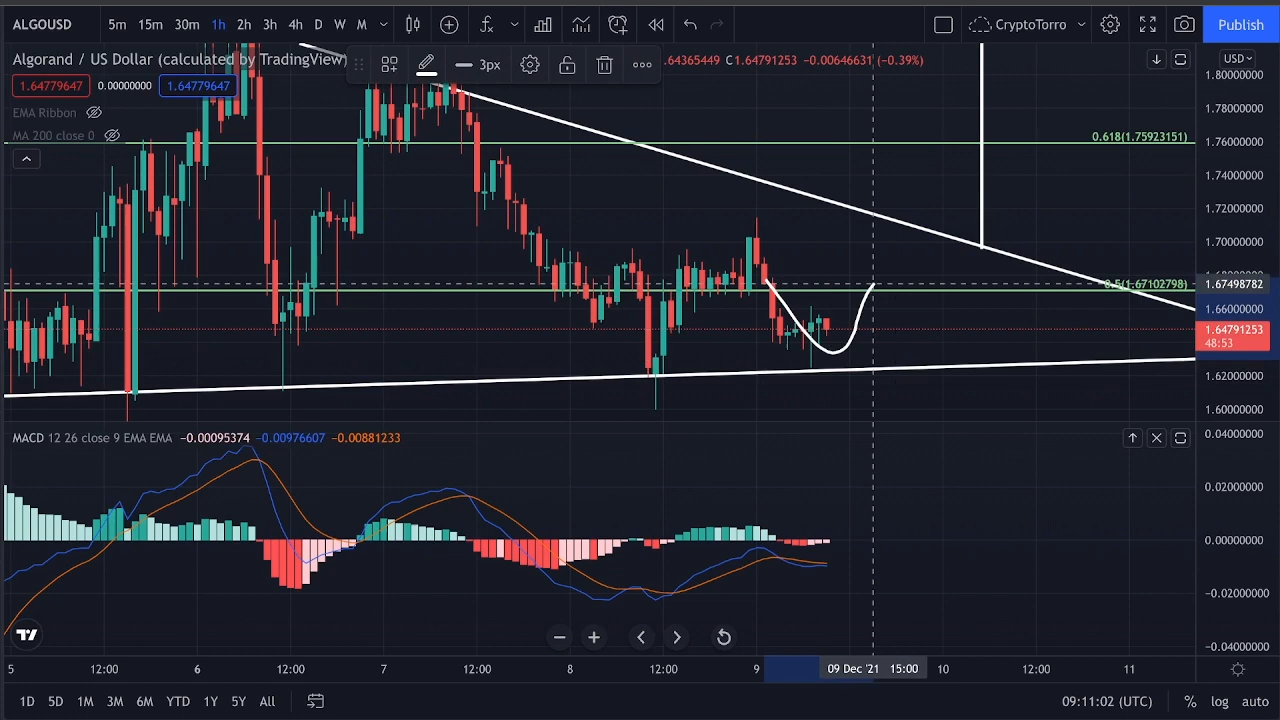 ALGOUSD 5m 15m 30m 1h 2h 3h 4h D W M CryptoTorro Publish
Algorand / US Dollar (calculated by TradingView) 3px .64365449 C1.64791253 −0.00646631 (−0.39%) USD
1.64779647 0.00000000 1.64779647
EMA Ribbon
MA 200 close 0
1.80000000
1.78000000
1.76000000
0.618(1.75923151)
1.74000000
1.72000000
1.70000000
0.5(1.67102798) 1.67498782
1.66000000
1.64791253
48:53
1.62000000
1.60000000
MACD 12 26 close 9 EMA EMA −0.00095374 −0.00976607 −0.00881233
0.04000000
0.02000000
0.00000000
−0.02000000
−0.04000000
5 12:00 6 12:00 7 12:00 8 12:00 9 09 Dec '21 15:00 10 12:00 11
1D 5D 1M 3M 6M YTD 1Y 5Y All 09:11:02 (UTC) % log auto